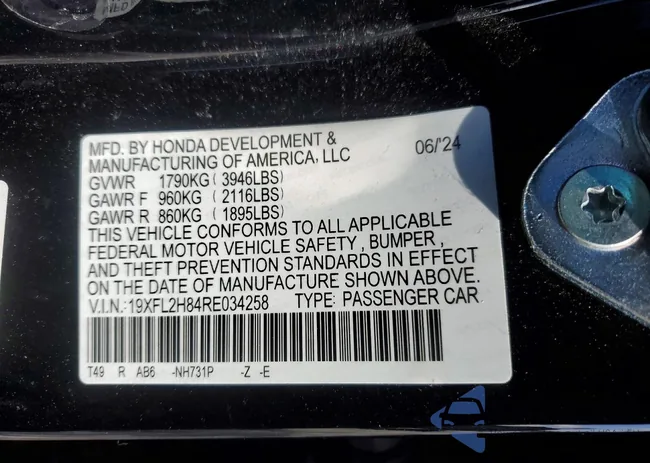 MFD. BY HONDA DEVELOPMENT &
MANUFACTURING OF AMERICA, LLC 06/'24
GVWR 1790KG (3946LBS)
GAWR F 960KG (2116LBS)
GAWR R 860KG (1895LBS)
THIS VEHICLE CONFORMS TO ALL APPLICABLE
FEDERAL MOTOR VEHICLE SAFETY , BUMPER ,
AND THEFT PREVENTION STANDARDS IN EFFECT
ON THE DATE OF MANUFACTURE SHOWN ABOVE.
V.I.N.:19XFL2H84RE034258 TYPE: PASSENGER CAR
T49 R AB6 -NH731P -Z -E